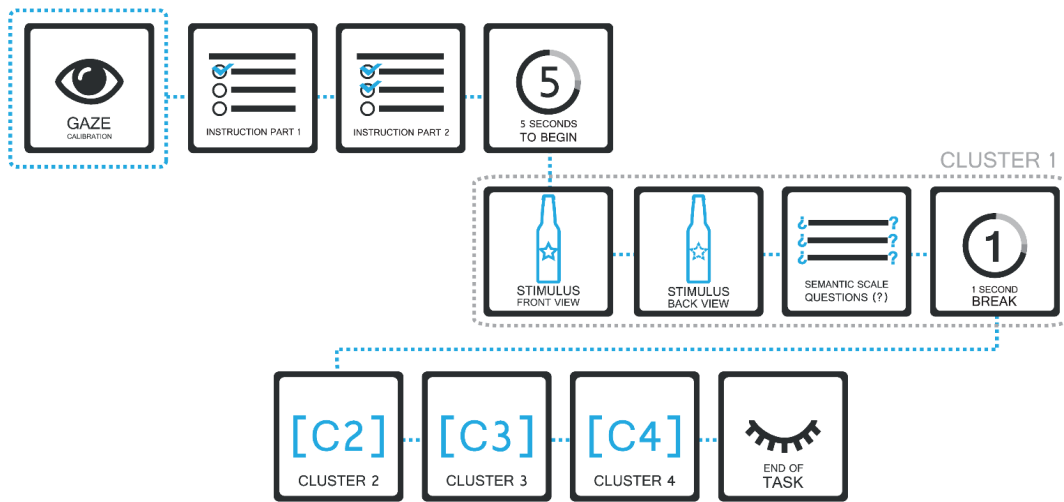 GAZE
CALIBRATION
INSTRUCTION PART 1
INSTRUCTION PART 2
5
5 SECONDS
TO BEGIN
CLUSTER 1
STIMULUS
FRONT VIEW
STIMULUS
BACK VIEW
¿ ?
¿ ?
¿ ?
SEMANTIC SCALE
QUESTIONS (?)
1
1 SECOND
BREAK
[C2]
CLUSTER 2
[C3]
CLUSTER 3
[C4]
CLUSTER 4
END OF
TASK